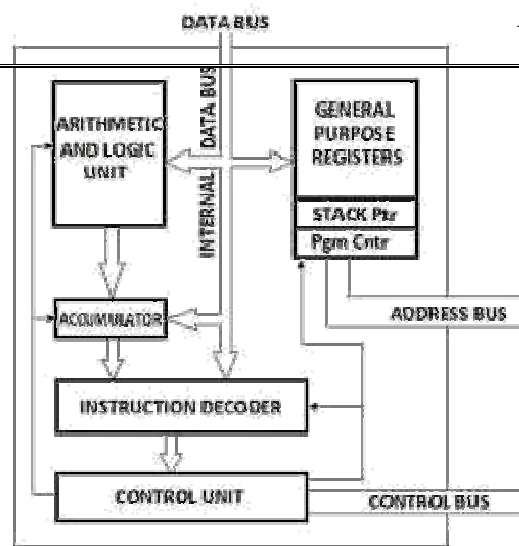 DATA BUS
ARITHMETIC
AND LOGIC
UNIT
INTERNAL DATA BUS
GENERAL
PURPOSE
REGISTERS
STACK Ptr
Pgm Cntr
ADDRESS BUS
ACCUMULATOR
INSTRUCTION DECODER
CONTROL UNIT
CONTROL BUS